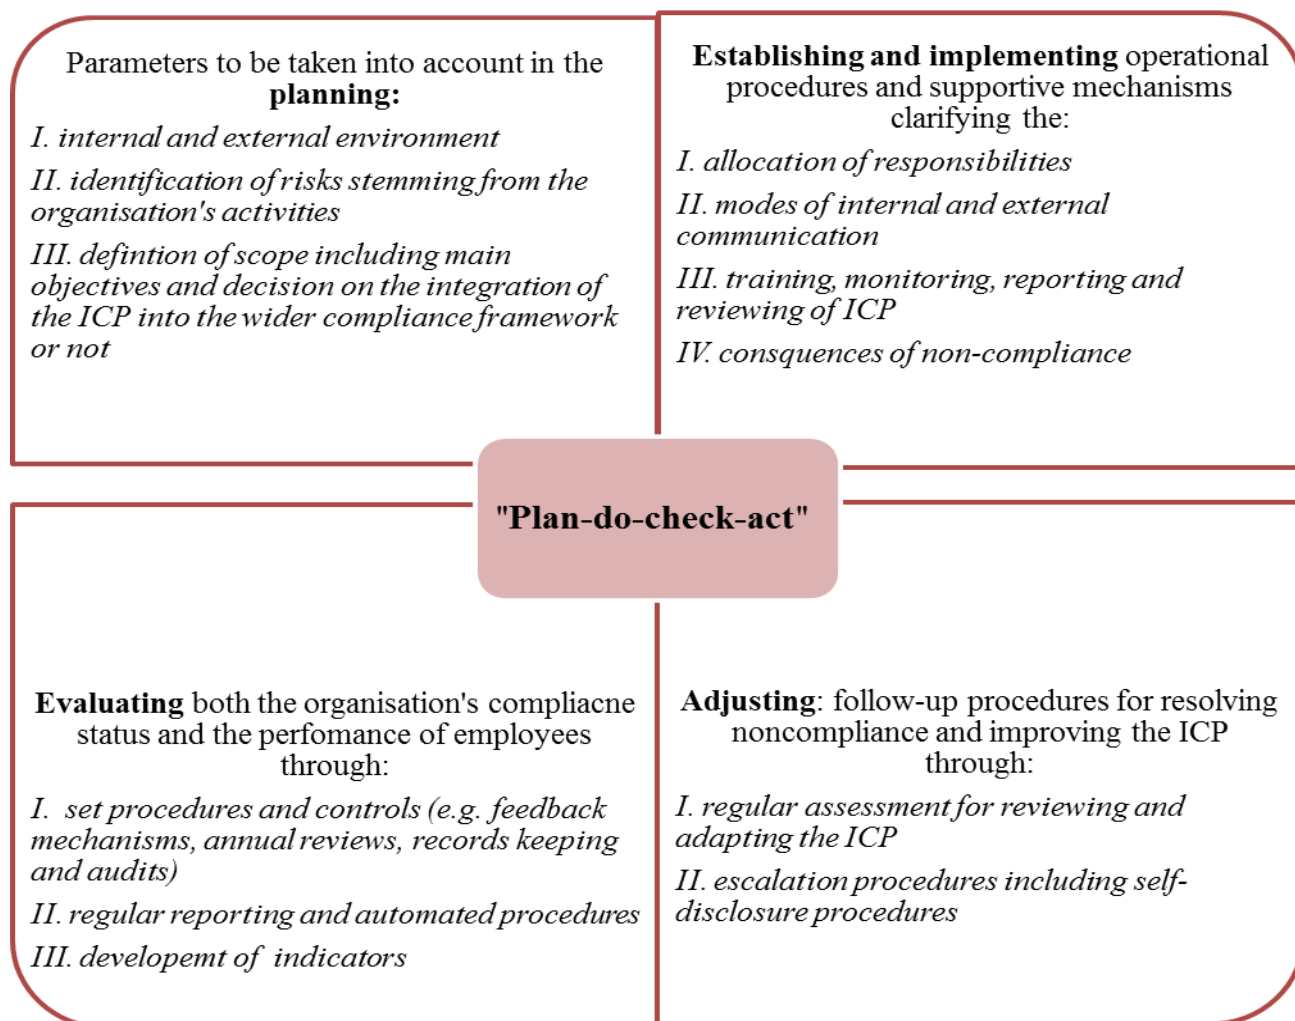 Parameters to be taken into account in the
planning:
I. internal and external environment
II. identification of risks stemming from the
organisation's activities
III. defintion of scope including main
objectives and decision on the integration of
the ICP into the wider compliance framework
or not
Establishing and implementing operational
procedures and supportive mechanisms
clarifying the:
I. allocation of responsibilities
II. modes of internal and external
communication
III. training, monitoring, reporting and
reviewing of ICP
IV. consquences of non-compliance
"Plan-do-check-act"
Evaluating both the organisation's compliacne
status and the perfomance of employees
through:
I. set procedures and controls (e.g. feedback
mechanisms, annual reviews, records keeping
and audits)
II. regular reporting and automated procedures
III. developemt of indicators
Adjusting: follow-up procedures for resolving
noncompliance and improving the ICP
through:
I. regular assessment for reviewing and
adapting the ICP
II. escalation procedures including self-
disclosure procedures